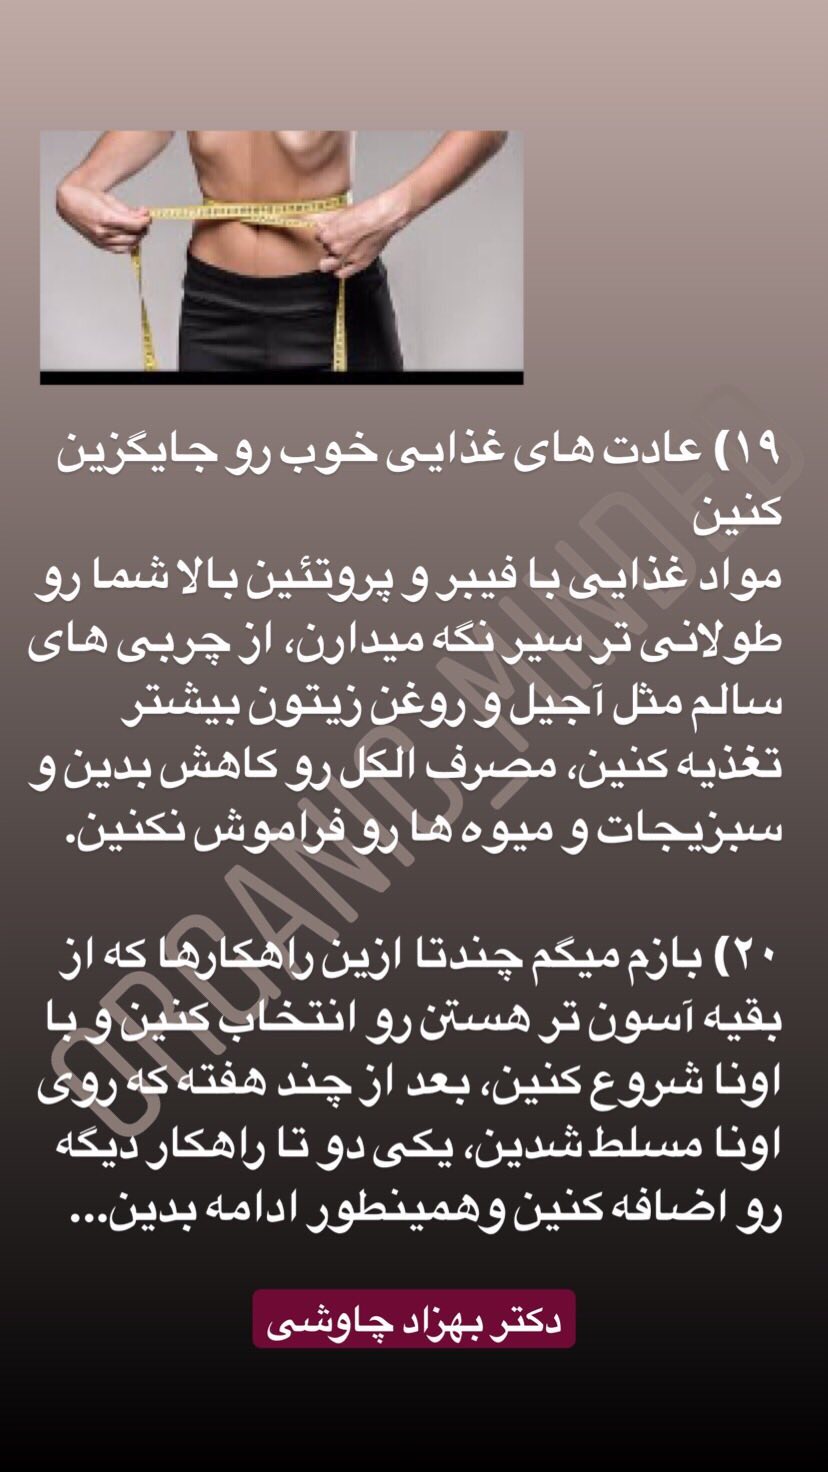 ۱۹) عادت های غذایی خوب رو جایگزین
کنین
مواد غذایی با فیبر و پروتئین بالا شما رو
طولانی تر سیر نگه میدارن، از چربی های
سالم مثل آجیل و روغن زیتون بیشتر
تغذیه کنین، مصرف الکل رو کاهش بدین و
سبزیجات و میوه ها رو فراموش نکنین.
۲۰) بازم میگم چندتا ازین راهکارها که از
بقیه آسون تر هستن رو انتخاب کنین و با
اونا شروع کنین، بعد از چند هفته که روی
اونا مسلط شدین، یکی دو تا راهکار دیگه
رو اضافه کنین وهمینطور ادامه بدین...
دکتر بهزاد چاوشی
ORGANIC_MINDED